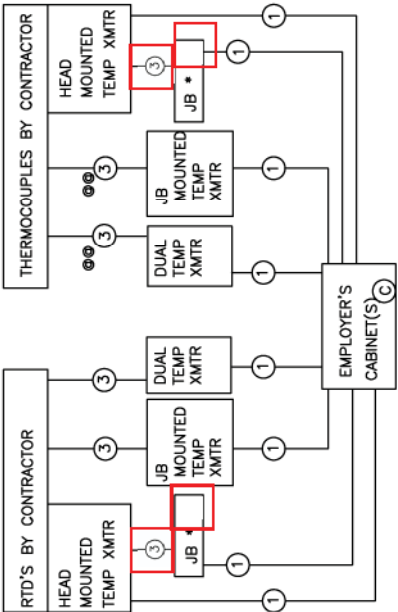 THERMOCOUPLES BY CONTRACTOR
HEAD
MOUNTED
TEMP XMTR
1
3
1
JB *
@@
3
JB
MOUNTED
TEMP
XMTR
1
@@
3
DUAL
TEMP
XMTR
1
EMPLOYER'S
CABINET(S)
C
RTD'S BY CONTRACTOR
3
DUAL
TEMP
XMTR
1
3
JB
MOUNTED
TEMP
XMTR
1
HEAD
MOUNTED
TEMP XMTR
3
JB *
1
1